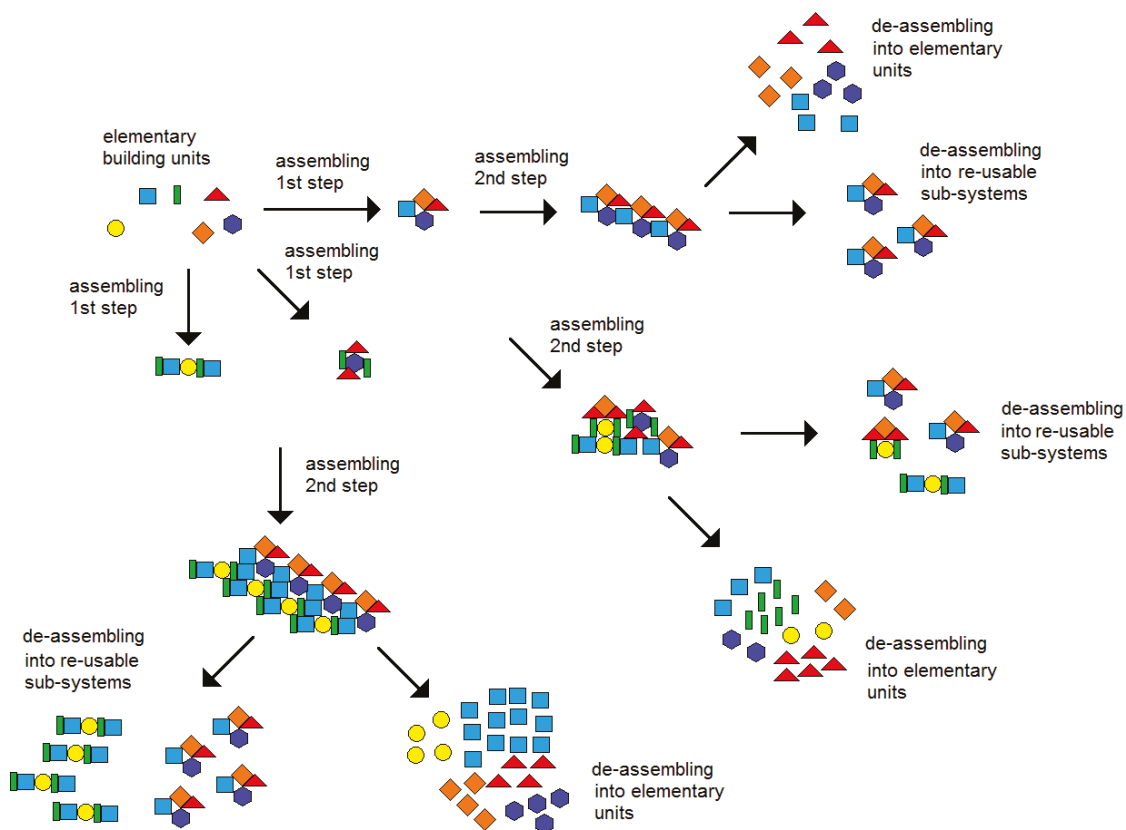 de-assembling
into elementary
units
elementary
building units
assembling
1st step
assembling
2nd step
de-assembling
into re-usable
sub-systems
assembling
1st step
assembling
1st step
assembling
2nd step
de-assembling
into re-usable
sub-systems
assembling
2nd step
de-assembling
into re-usable
sub-systems
de-assembling
into elementary
units
de-assembling
into elementary
units